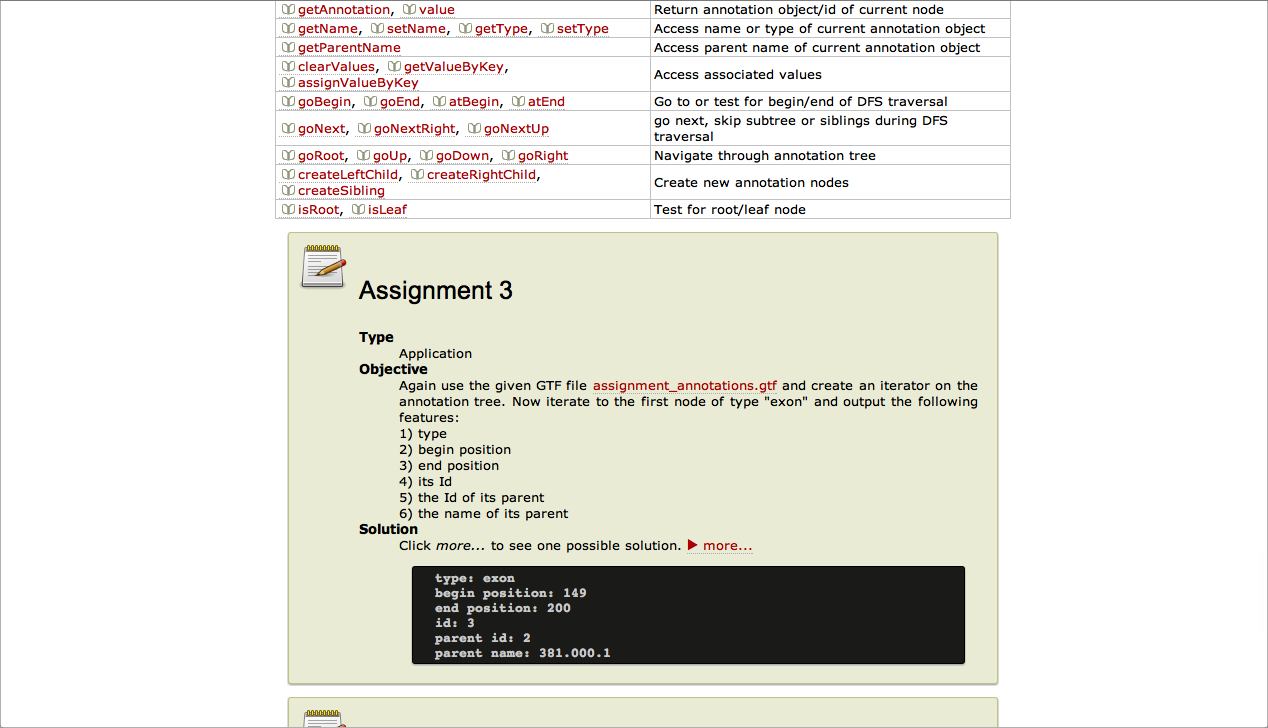 getAnnotation, value Return annotation object/id of current node
getName, setName, getType, setType Access name or type of current annotation object
getParentName Access parent name of current annotation object
clearValues, getValueByKey,
assignValueByKey Access associated values
goBegin, goEnd, atBegin, atEnd Go to or test for begin/end of DFS traversal
goNext, goNextRight, goNextUp go next, skip subtree or siblings during DFS
traversal
goRoot, goUp, goDown, goRight Navigate through annotation tree
createLeftChild, createRightChild,
createSibling Create new annotation nodes
isRoot, isLeaf Test for root/leaf node
Assignment 3
Type
Application
Objective
Again use the given GTF file assignment_annotations.gtf and create an iterator on the
annotation tree. Now iterate to the first node of type "exon" and output the following
features:
1) type
2) begin position
3) end position
4) its Id
5) the Id of its parent
6) the name of its parent
Solution
Click more... to see one possible solution. ▶ more...
type: exon
begin position: 149
end position: 200
id: 3
parent id: 2
parent name: 381.000.1